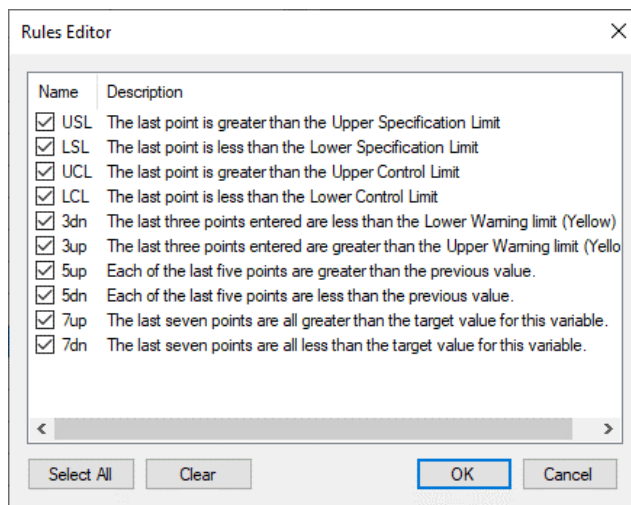 Rules Editor
Name Description
USL The last point is greater than the Upper Specification Limit
LSL The last point is less than the Lower Specification Limit
UCL The last point is greater than the Upper Control Limit
LCL The last point is less than the Lower Control Limit
3dn The last three points entered are less than the Lower Warning limit (Yellow)
3up The last three points entered are greater than the Upper Warning limit (Yello
5up Each of the last five points are greater than the previous value.
5dn Each of the last five points are less than the previous value.
7up The last seven points are all greater than the target value for this variable.
7dn The last seven points are all less than the target value for this variable.
Select All Clear OK Cancel